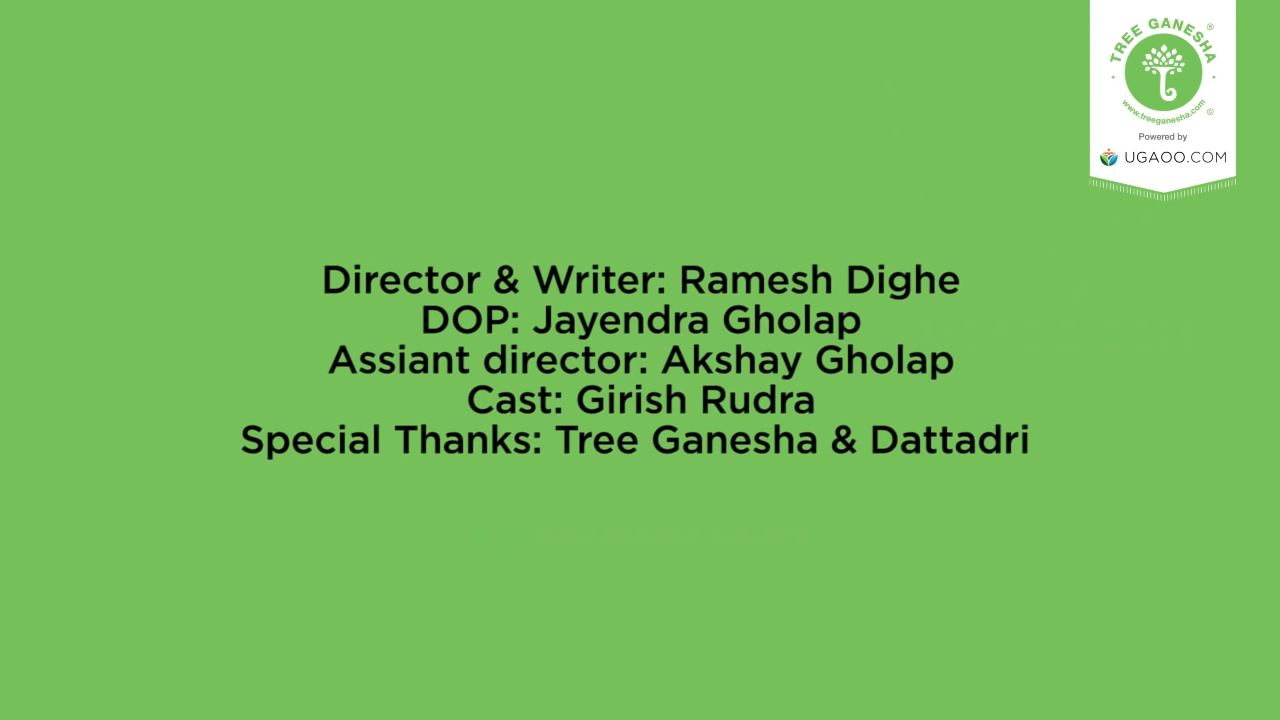 TREE GANESHA ®
www.treeganesha.com ©
Powered by
UGAOO.COM
Director & Writer: Ramesh Dighe
DOP: Jayendra Gholap
Assiant director: Akshay Gholap
Cast: Girish Rudra
Special Thanks: Tree Ganesha & Dattadri